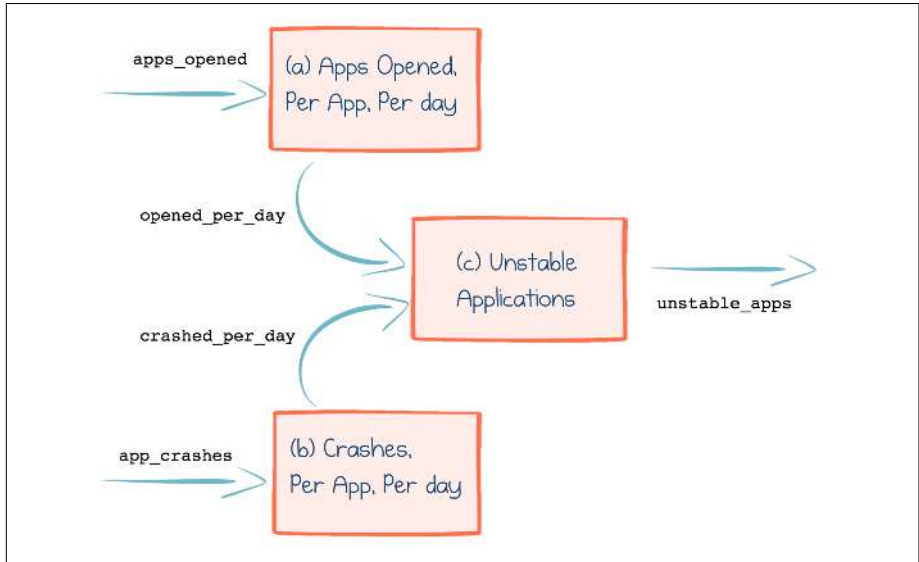 apps_opened
(a) Apps Opened,
Per App, Per day
opened_per_day
(c) Unstable
Applications
unstable_apps
crashed_per_day
app_crashes
(b) Crashes,
Per App, Per day